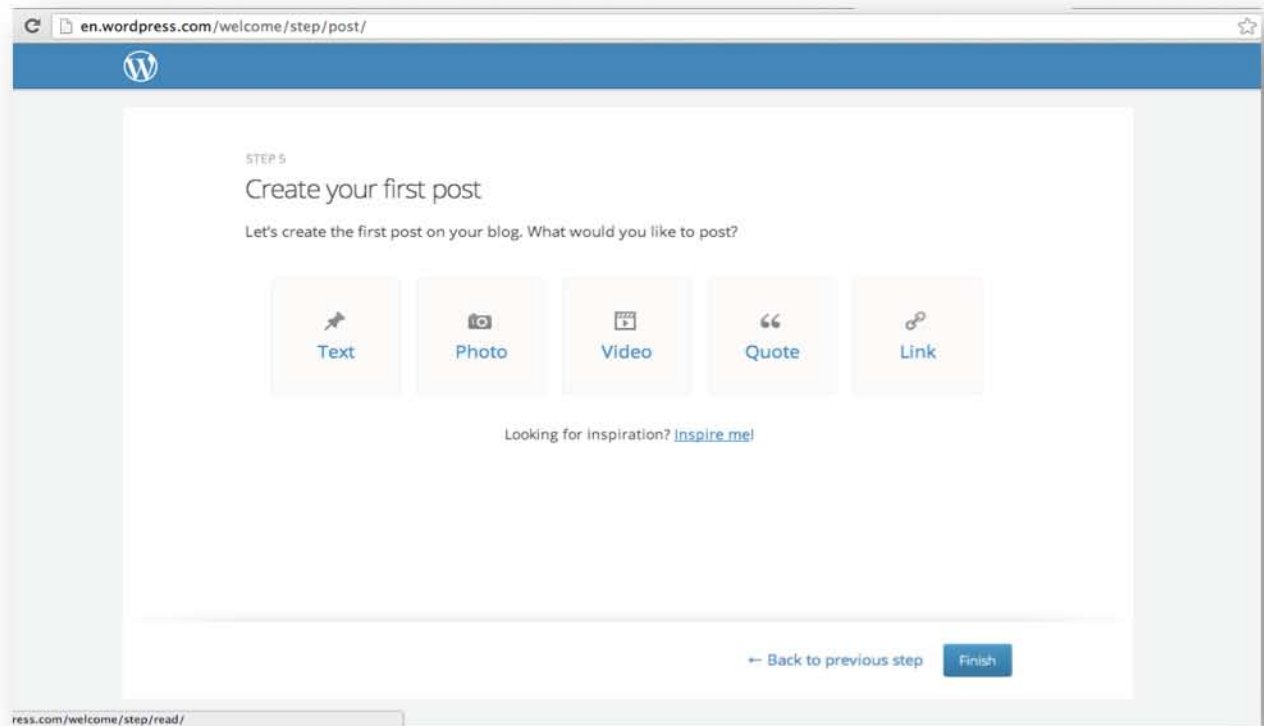 en.wordpress.com/welcome/step/post/
STEP 5
Create your first post
Let's create the first post on your blog. What would you like to post?
Text Photo Video Quote Link
Looking for inspiration? Inspire me!
← Back to previous step Finish
ress.com/welcome/step/read/